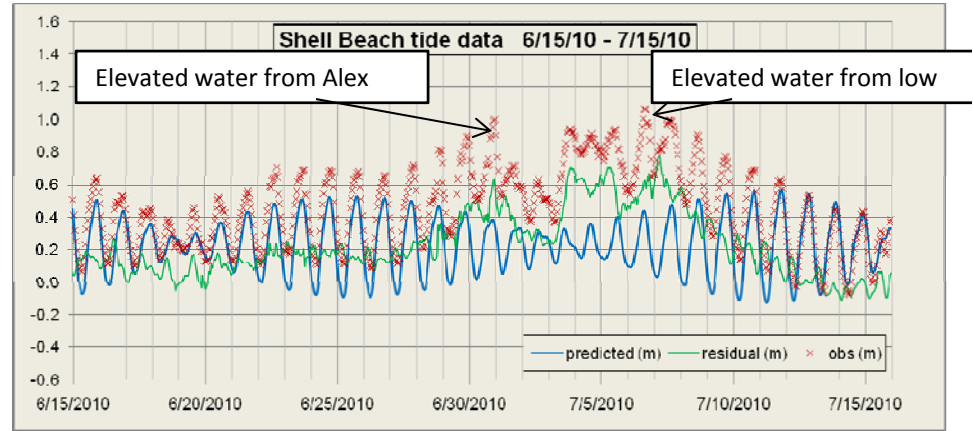 Shell Beach tide data 6/15/10 - 7/15/10
Elevated water from Alex
Elevated water from low
1.6
1.4
1.2
1.0
0.8
0.6
0.4
0.2
0.0
-0.2
-0.4
-0.6
predicted (m) residual (m) obs (m)
6/15/2010 6/20/2010 6/25/2010 6/30/2010 7/5/2010 7/10/2010 7/15/2010